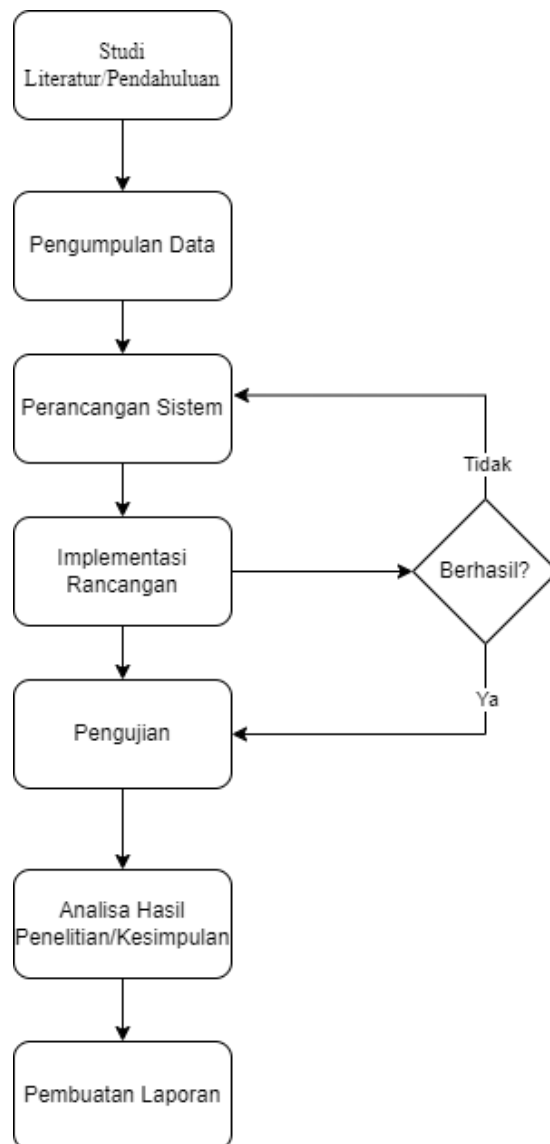 Studi
Literatur/Pendahuluan
Pengumpulan Data
Perancangan Sistem
Tidak
Implementasi
Rancangan
Berhasil?
Ya
Pengujian
Analisa Hasil
Penelitian/Kesimpulan
Pembuatan Laporan